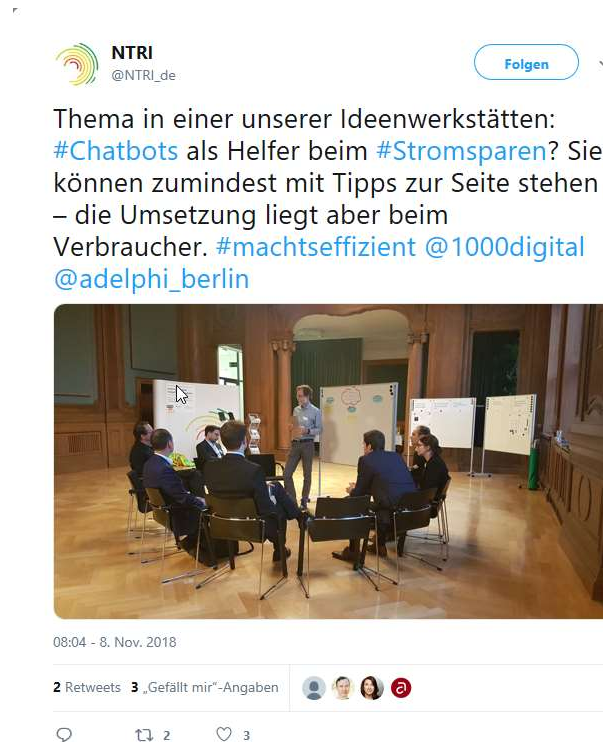 NTRI
@NTRI_de
Folgen
Thema in einer unserer Ideenwerkstätten:
#Chatbots als Helfer beim #Stromsparen? Sie
können zumindest mit Tipps zur Seite stehen
– die Umsetzung liegt aber beim
Verbraucher. #machtseffizient @1000digital
@adelphi_berlin
08:04 - 8. Nov. 2018
2 Retweets 3 „Gefällt mir“-Angaben
a
2 3